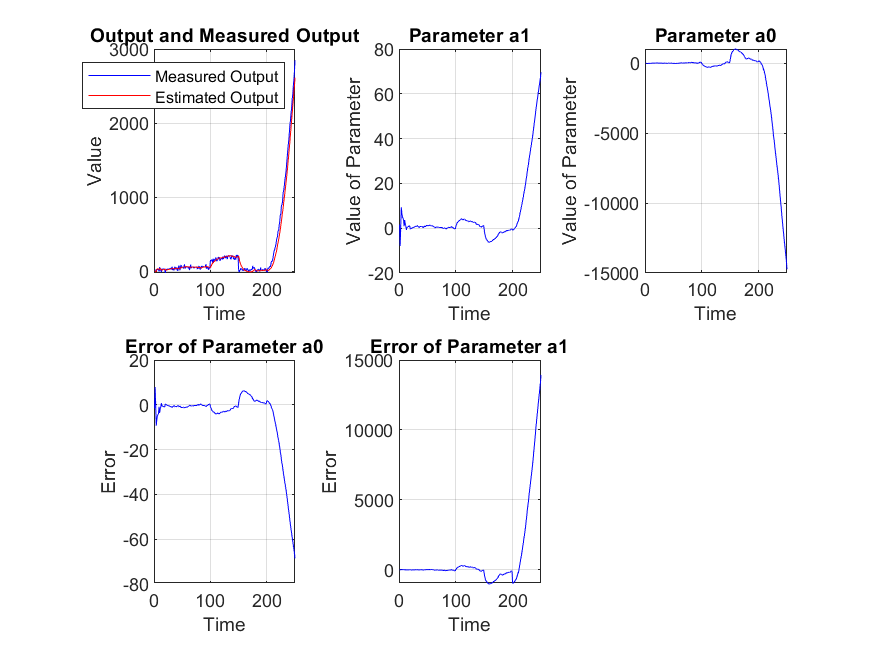 Output and Measured Output
3000
2000
1000
0
Value
Measured Output
Estimated Output
0 100 200
Time
Parameter a1
80
60
40
20
0
-20
Value of Parameter
0 100 200
Time
Parameter a0
0
-5000
-10000
-15000
Value of Parameter
0 100 200
Time
Error of Parameter a0
20
0
-20
-40
-60
-80
Error
0 100 200
Time
Error of Parameter a1
15000
10000
5000
0
Error
0 100 200
Time